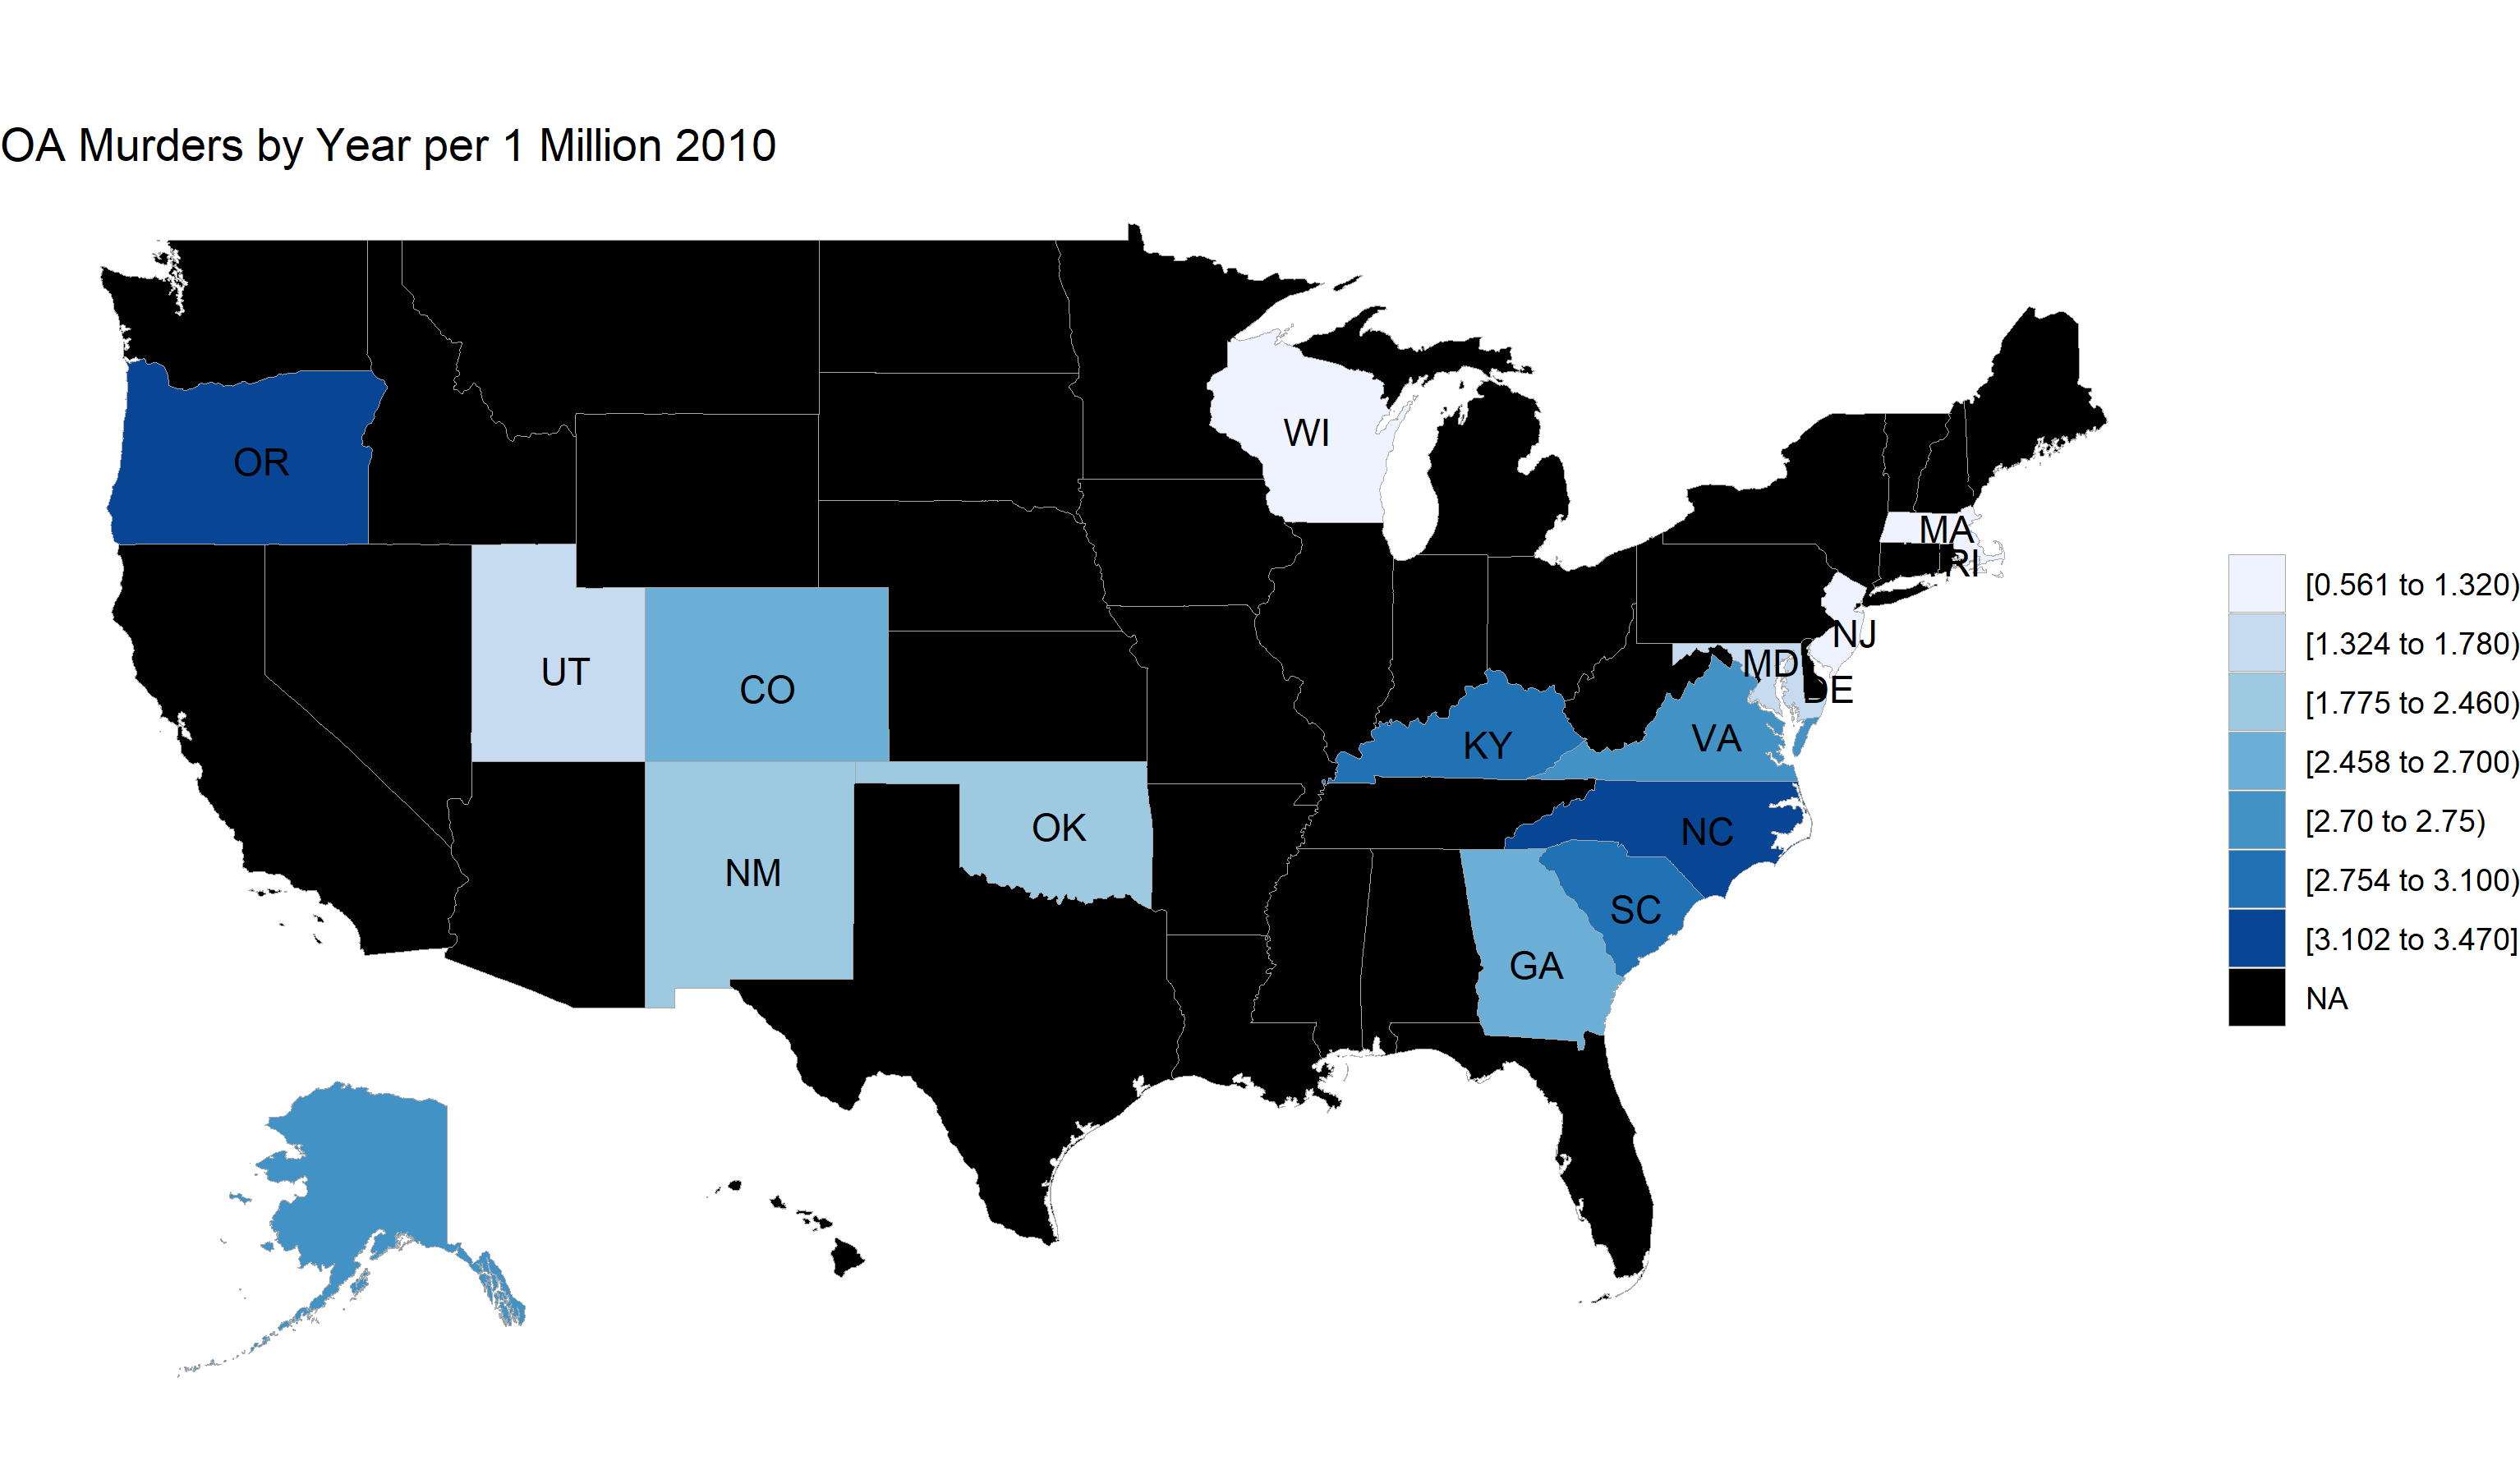 OA Murders by Year per 1 Million 2010
WI
OR
MA
RI
NJ
MD
UT
CO
DE
VA
KY
OK
NC
NM
SC
GA
[0.561 to 1.320)
[1.324 to 1.780)
[1.775 to 2.460)
[2.458 to 2.700)
[2.70 to 2.75)
[2.754 to 3.100)
[3.102 to 3.470]
NA